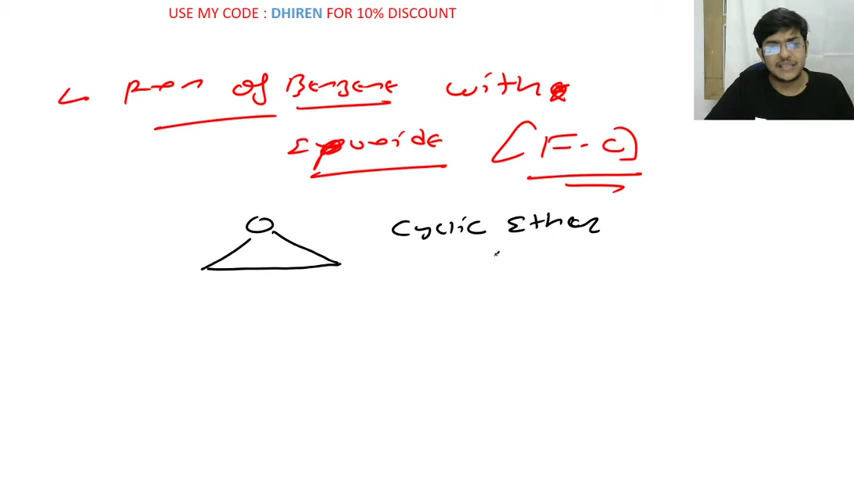 USE MY CODE : DHIREN FOR 10% DISCOUNT
Rxn of Benzene with
Epoxide [F-C]
O
Cyclic Ether